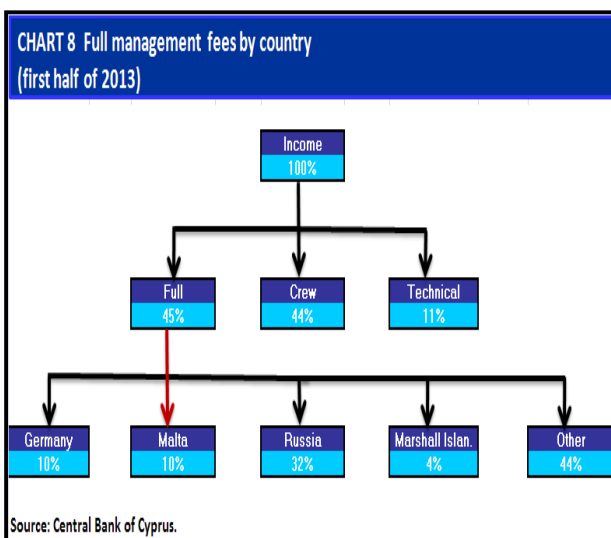 CHART 8 Full management fees by country
(first half of 2013)
Income
100%
Full
45%
Crew
44%
Technical
11%
Germany
10%
Malta
10%
Russia
32%
Marshall Islan.
4%
Other
44%
Source: Central Bank of Cyprus.